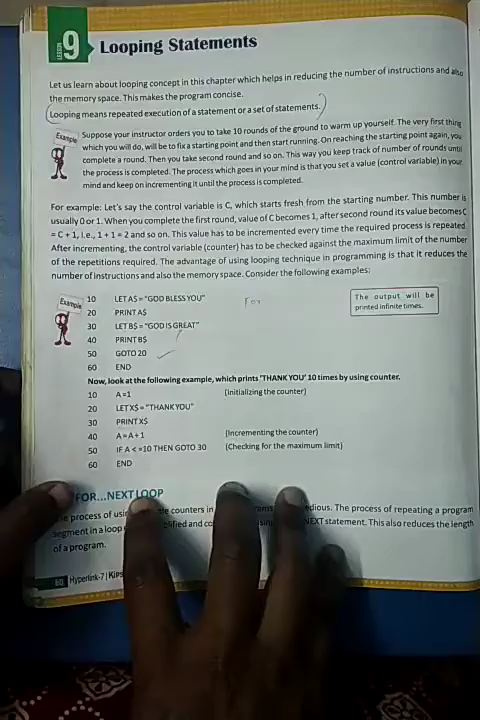 LESSON
9 Looping Statements
Let us learn about looping concept in this chapter which helps in reducing the number of instructions and also
the memory space. This makes the program concise.
Looping means repeated execution of a statement or a set of statements.
Example
Suppose your instructor orders you to take 10 rounds of the ground to warm up yourself. The very first thing
which you will do, will be to fix a starting point and then start running. On reaching the starting point again, you
complete a round. Then you take second round and so on. This way you keep track of number of rounds until
the process is completed. The process which goes in your mind is that you set a value (control variable) in your
mind and keep on incrementing it until the process is completed.
For example: Let's say the control variable is C, which starts fresh from the starting number. This number is
usually 0 or 1. When you complete the first round, value of C becomes 1, after second round its value becomes C
= C + 1, i.e., 1 + 1 = 2 and so on. This value has to be incremented every time the required process is repeated.
After incrementing, the control variable (counter) has to be checked against the maximum limit of the number
of the repetitions required. The advantage of using looping technique in programming is that it reduces the
number of instructions and also the memory space. Consider the following examples:
Example
10 LET A$ = "GOD BLESS YOU" For
20 PRINT A$
30 LET B$ = "GOD IS GREAT"
40 PRINT B$
50 GOTO 20
60 END
The output will be
printed infinite times.
Now, look at the following example, which prints 'THANK YOU' 10 times by using counter.
10 A=1 (Initializing the counter)
20 LET X$ = "THANK YOU"
30 PRINT X$
40 A=A+1 (Incrementing the counter)
50 IF A < =10 THEN GOTO 30 (Checking for the maximum limit)
60 END
FOR...NEXT LOOP
process of counters in dious. The process of repeating a program
segment in a loop NEXT statement. This also reduces the length
of a program.
60 Hyperlink-7 | Kips